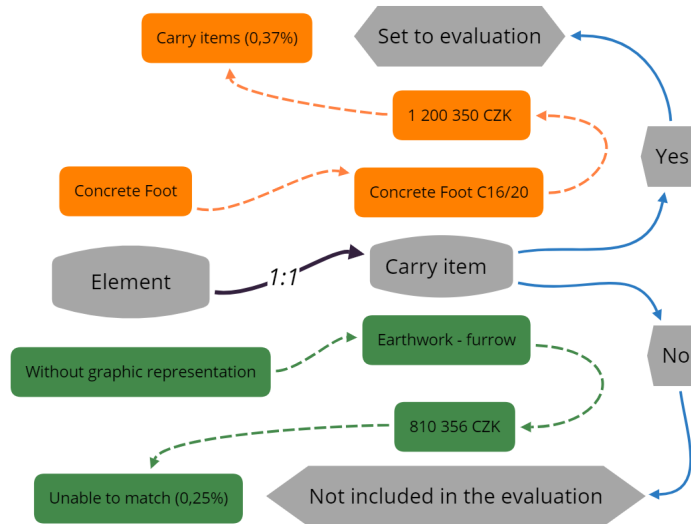 Carry items (0,37%)
Set to evaluation
1 200 350 CZK
Yes
Concrete Foot
Concrete Foot C16/20
Element
1:1
Carry item
Earthwork - furrow
No
Without graphic representation
810 356 CZK
Unable to match (0,25%)
Not included in the evaluation